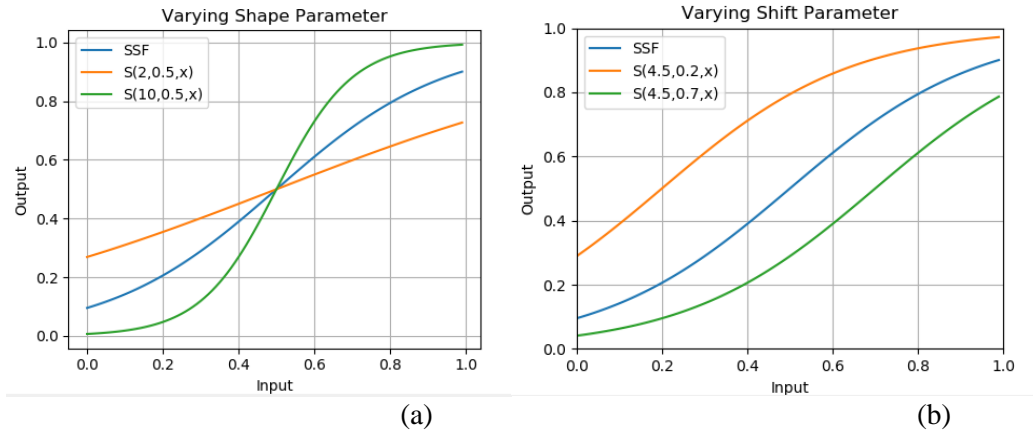 Varying Shape Parameter
SSF
S(2,0.5,x)
S(10,0.5,x)
1.0
0.8
0.6
0.4
0.2
0.0
Output
0.0 0.2 0.4 0.6 0.8 1.0
Input
(a)
Varying Shift Parameter
SSF
S(4.5,0.2,x)
S(4.5,0.7,x)
1.0
0.8
0.6
0.4
0.2
0.0
Output
0.0 0.2 0.4 0.6 0.8 1.0
Input
(b)